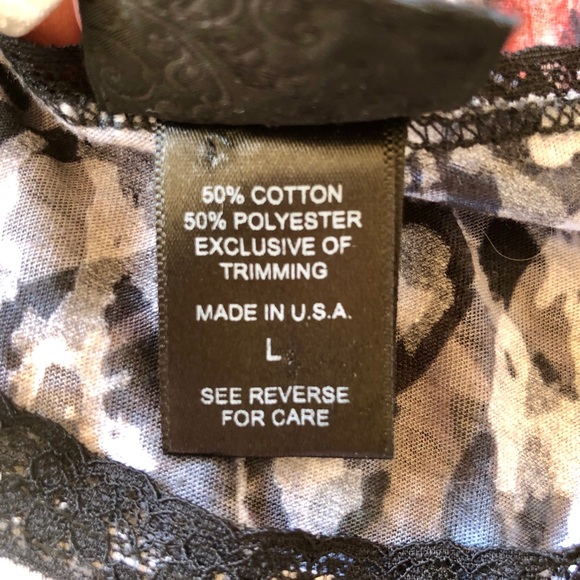 50% COTTON
50% POLYESTER
EXCLUSIVE OF
TRIMMING
MADE IN U.S.A.
L
SEE REVERSE
FOR CARE